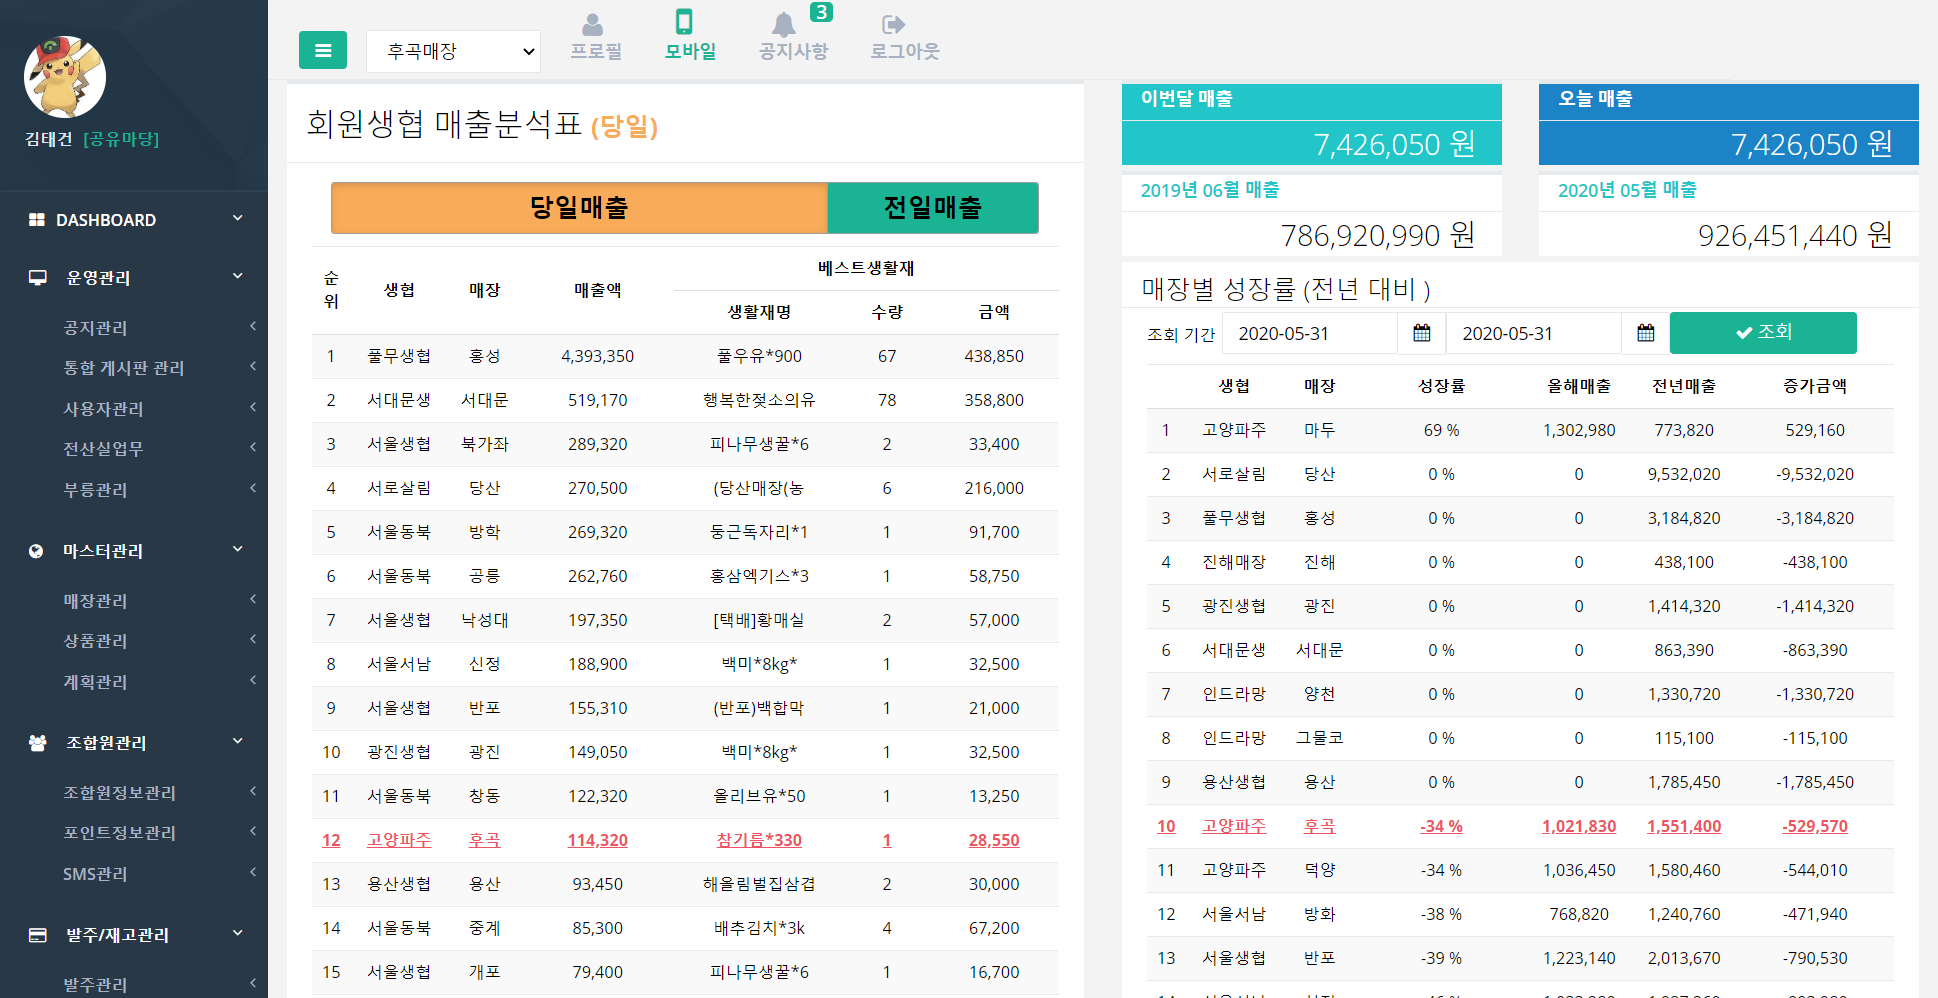 김태건 [공유마당]
DASHBOARD
운영관리
공지관리
통합 게시판 관리
사용자관리
전산실업무
부릉관리
마스터관리
매장관리
상품관리
계획관리
조합원관리
조합원정보관리
포인트정보관리
SMS관리
발주/재고관리
발주관리
후곡매장
프로필
모바일
3
공지사항
로그아웃
회원생협 매출분석표 (당일)
당일매출 전일매출
순위 생협 매장 매출액 베스트생활재
생활재명 수량 금액
1 풀무생협 홍성 4,393,350 풀우유*900 67 438,850
2 서대문생 서대문 519,170 행복한젖소의유 78 358,800
3 서울생협 북가좌 289,320 피나무생꿀*6 2 33,400
4 서로살림 당산 270,500 (당산매장(농 6 216,000
5 서울동북 방학 269,320 둥근독자리*1 1 91,700
6 서울동북 공릉 262,760 홍삼엑기스*3 1 58,750
7 서울생협 낙성대 197,350 [택배]황매실 2 57,000
8 서울서남 신정 188,900 백미*8kg* 1 32,500
9 서울생협 반포 155,310 (반포)백합막 1 21,000
10 광진생협 광진 149,050 백미*8kg* 1 32,500
11 서울동북 창동 122,320 올리브유*50 1 13,250
12 고양파주 후곡 114,320 참기름*330 1 28,550
13 용산생협 용산 93,450 해올림벌집삼겹 2 30,000
14 서울동북 중계 85,300 배추김치*3k 4 67,200
15 서울생협 개포 79,400 피나무생꿀*6 1 16,700
이번달 매출
7,426,050 원
오늘 매출
7,426,050 원
2019년 06월 매출
786,920,990 원
2020년 05월 매출
926,451,440 원
매장별 성장률 (전년 대비 )
조회 기간 2020-05-31 2020-05-31 조회
생협 매장 성장률 올해매출 전년매출 증가금액
1 고양파주 마두 69 % 1,302,980 773,820 529,160
2 서로살림 당산 0 % 0 9,532,020 -9,532,020
3 풀무생협 홍성 0 % 0 3,184,820 -3,184,820
4 진해매장 진해 0 % 0 438,100 -438,100
5 광진생협 광진 0 % 0 1,414,320 -1,414,320
6 서대문생 서대문 0 % 0 863,390 -863,390
7 인드라망 양천 0 % 0 1,330,720 -1,330,720
8 인드라망 그물코 0 % 0 115,100 -115,100
9 용산생협 용산 0 % 0 1,785,450 -1,785,450
10 고양파주 후곡 -34 % 1,021,830 1,551,400 -529,570
11 고양파주 덕양 -34 % 1,036,450 1,580,460 -544,010
12 서울서남 방화 -38 % 768,820 1,240,760 -471,940
13 서울생협 반포 -39 % 1,223,140 2,013,670 -790,530